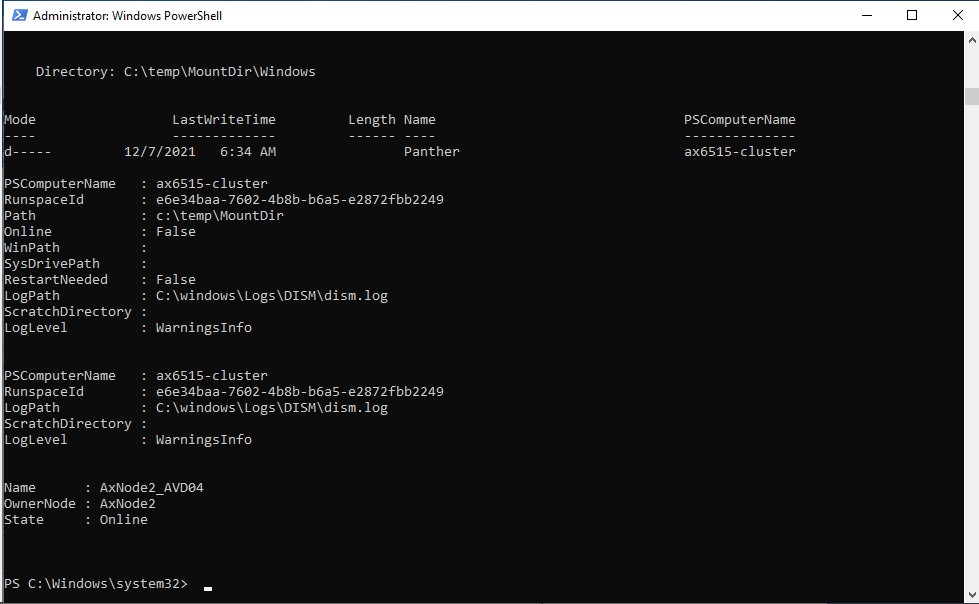 Administrator: Windows PowerShell
Directory: C:\temp\MountDir\Windows
Mode LastWriteTime Length Name PSComputerName
---- ------------- ------ ---- --------------
d----- 12/7/2021 6:34 AM Panther ax6515-cluster
PSComputerName : ax6515-cluster
RunspaceId : e6e34baa-7602-4b8b-b6a5-e2872fbb2249
Path : c:\temp\MountDir
Online : False
WinPath :
SysDrivePath :
RestartNeeded : False
LogPath : C:\windows\Logs\DISM\dism.log
ScratchDirectory :
LogLevel : WarningsInfo
PSComputerName : ax6515-cluster
RunspaceId : e6e34baa-7602-4b8b-b6a5-e2872fbb2249
LogPath : C:\windows\Logs\DISM\dism.log
ScratchDirectory :
LogLevel : WarningsInfo
Name : AxNode2_AVD04
OwnerNode : AxNode2
State : Online
PS C:\Windows\system32>